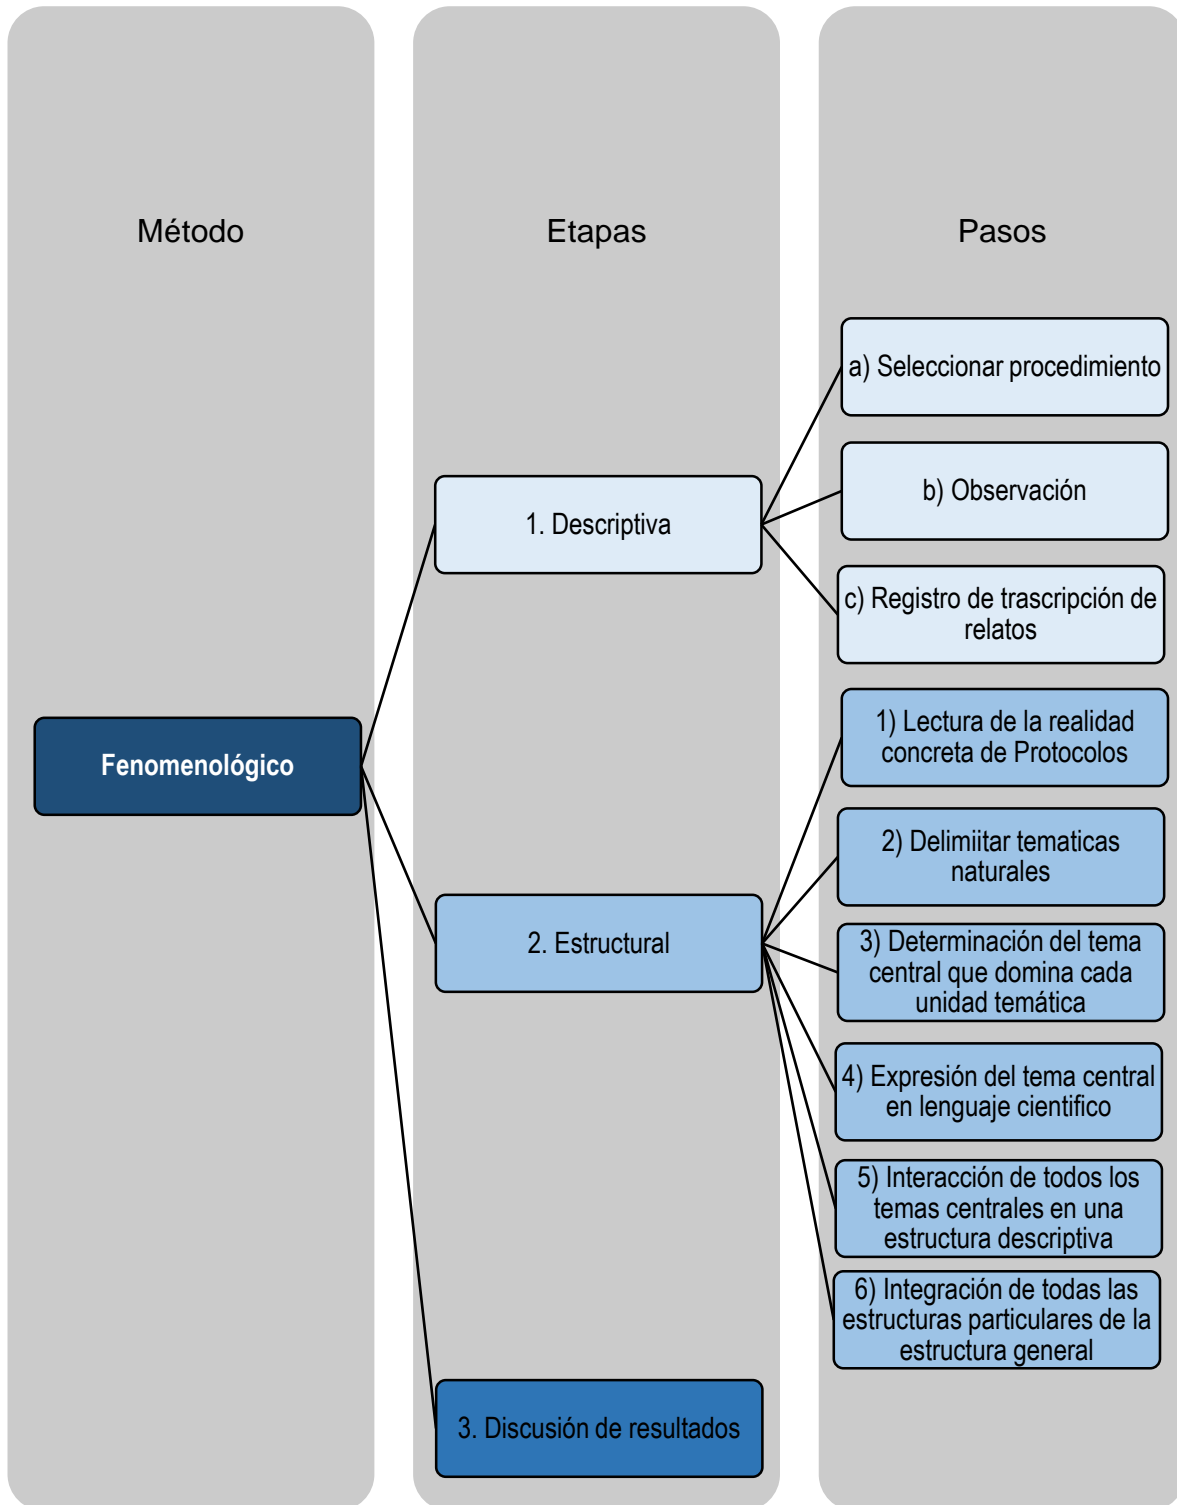 Método
Etapas
Pasos
a) Seleccionar procedimiento
b) Observación
1. Descriptiva
c) Registro de trascripción de
relatos
Fenomenológico
1) Lectura de la realidad
concreta de Protocolos
2) Delimiitar tematicas
naturales
2. Estructural
3) Determinación del tema
central que domina cada
unidad temática
4) Expresión del tema central
en lenguaje cientifico
5) Interacción de todos los
temas centrales en una
estructura descriptiva
6) Integración de todas las
estructuras particulares de la
estructura general
3. Discusión de resultados